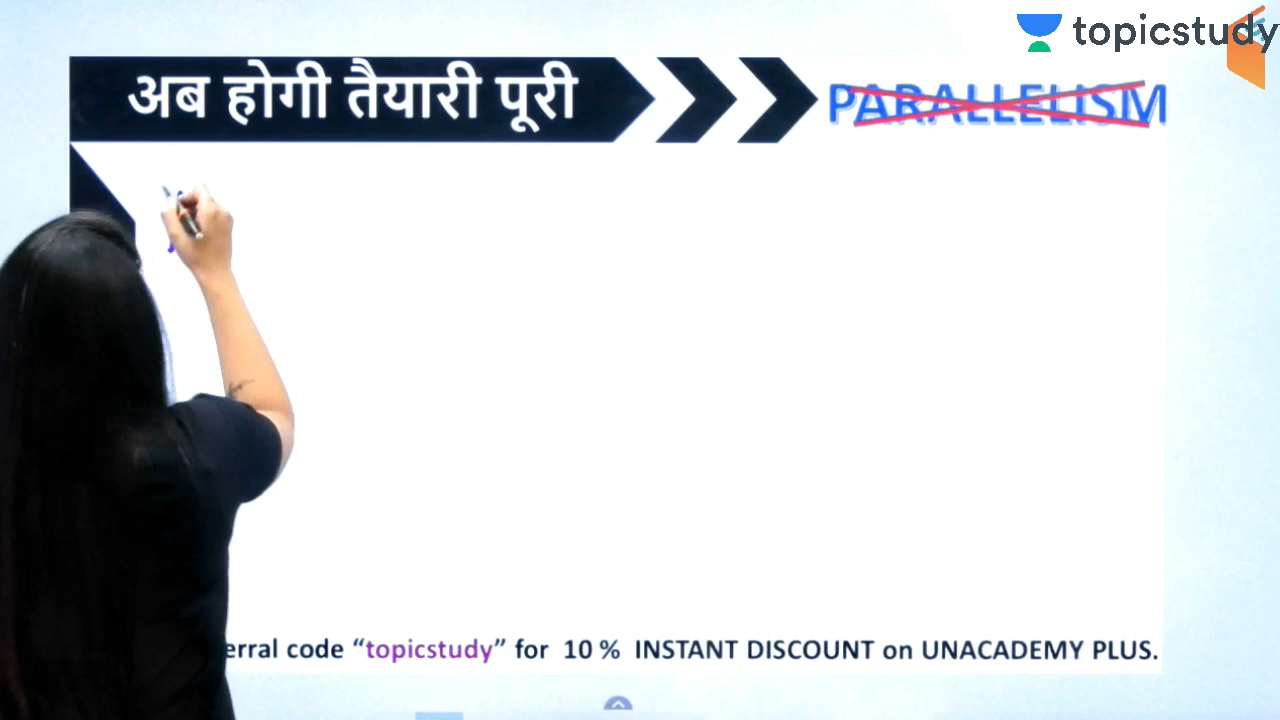 topicstudy
अब होगी तैयारी पूरी
PARALLELISM
erral code “topicstudy” for 10 % INSTANT DISCOUNT on UNACADEMY PLUS.